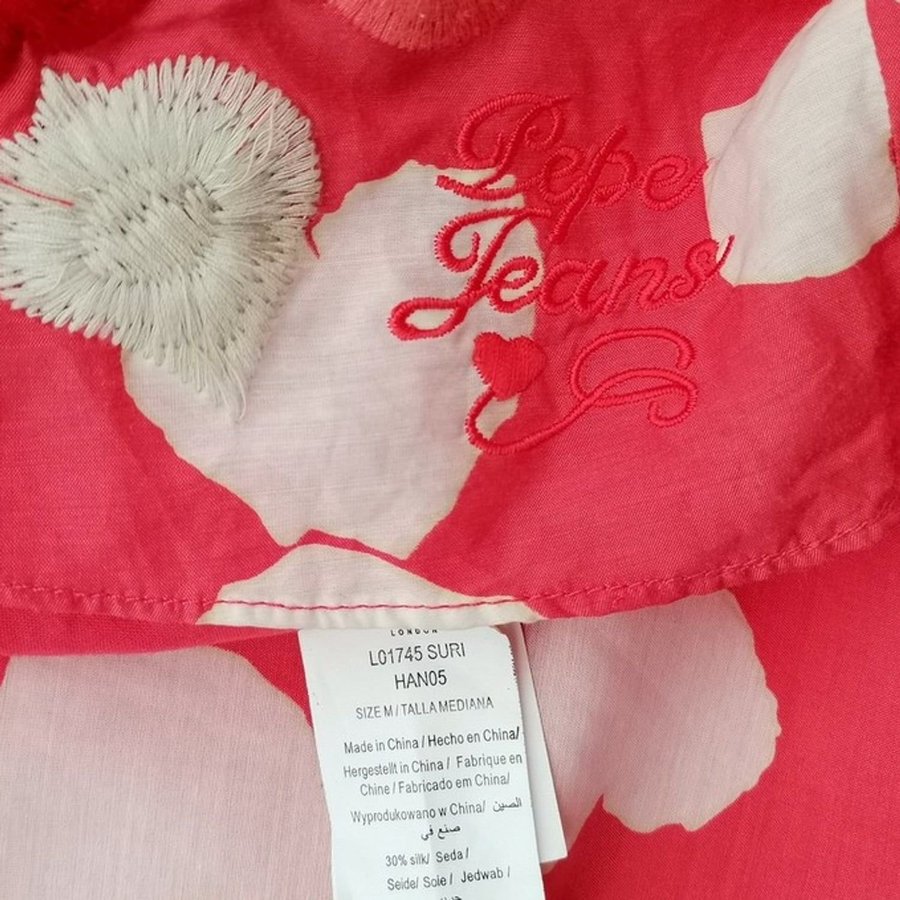 Pepe
Jeans
LONDON
L01745 SURI
HAN05
SIZE M / TALLA MEDIANA
Made in China / Hecho en China/
Hergestellt in China / Fabrique en
Chine / Fabricado em China/
Wyprodukowano w China/ الصين
صنع في
30% silk/ Seda /
Seide/ Soie / Jedwab /